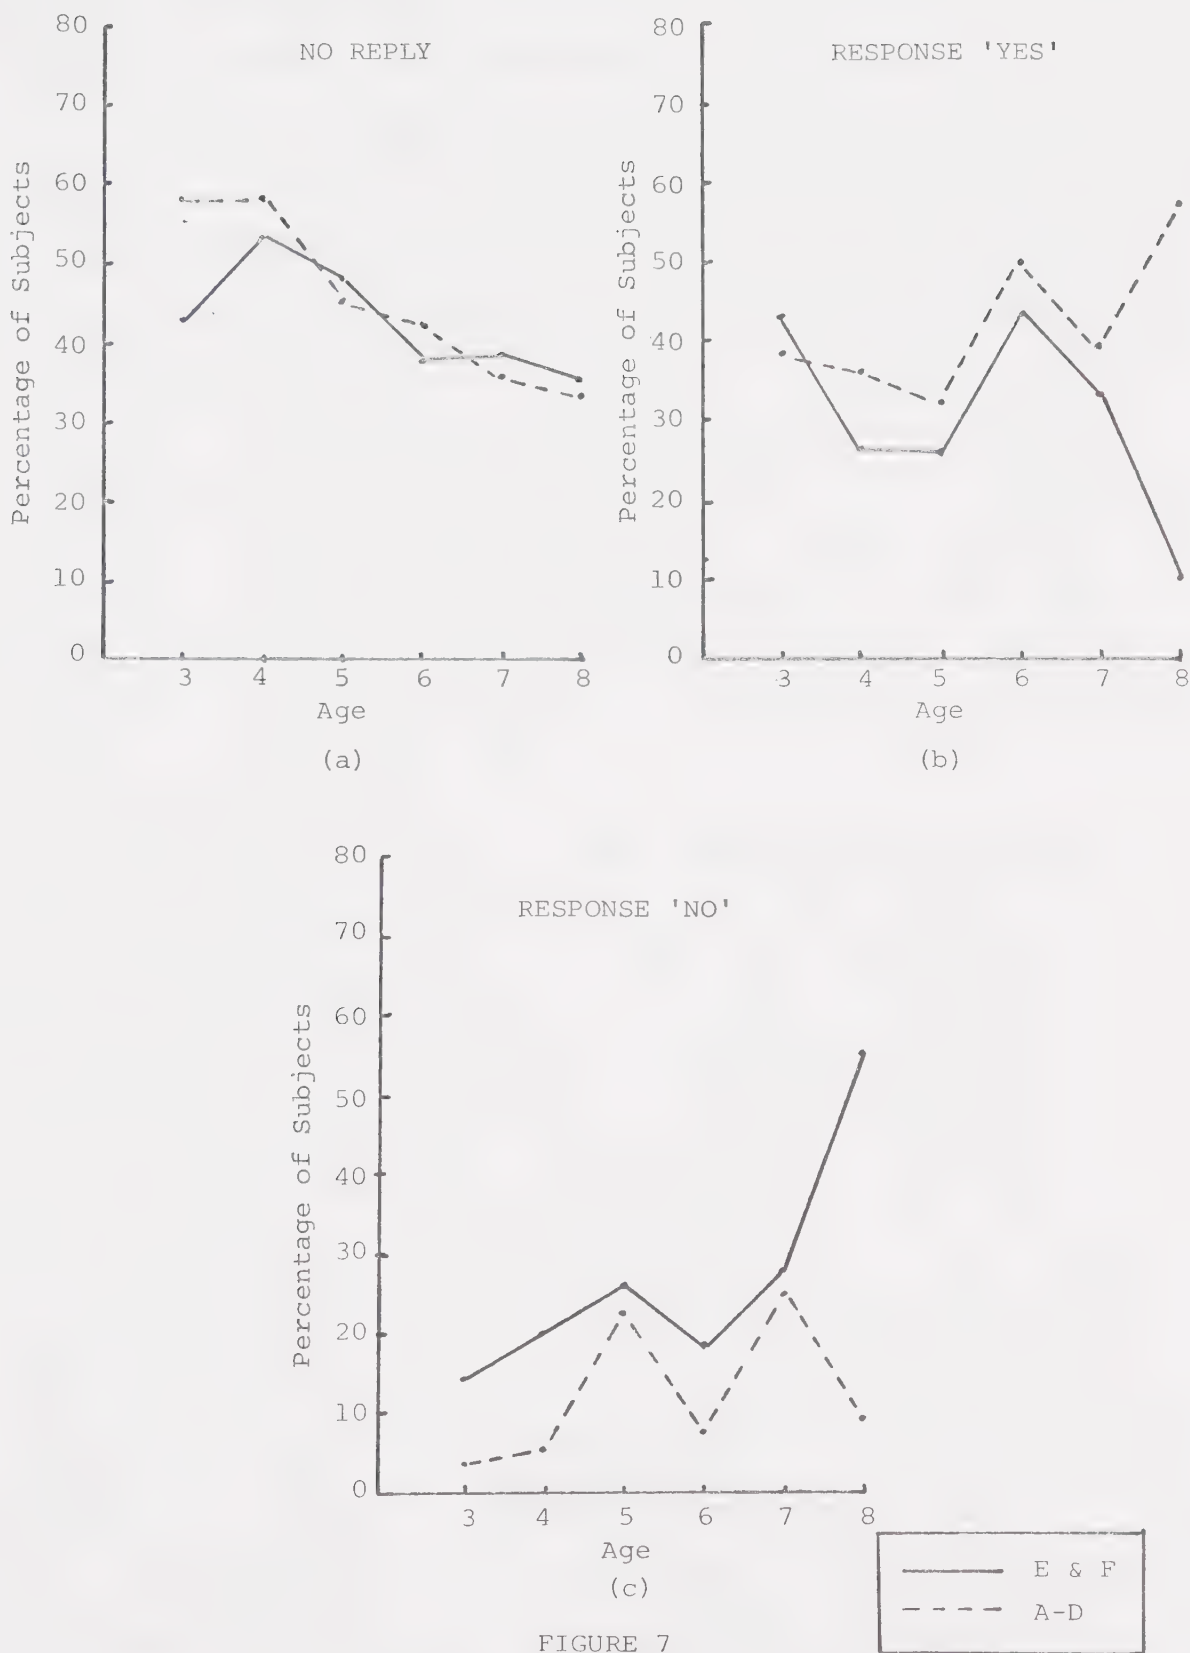 NO REPLY
80
70
60
50
40
30
20
10
0
Percentage of Subjects
3 4 5 6 7 8
Age
(a)
RESPONSE 'YES'
80
70
60
50
40
30
20
10
0
Percentage of Subjects
3 4 5 6 7 8
Age
(b)
RESPONSE 'NO'
80
70
60
50
40
30
20
10
0
Percentage of Subjects
3 4 5 6 7 8
Age
(c)
E & F
A-D
FIGURE 7